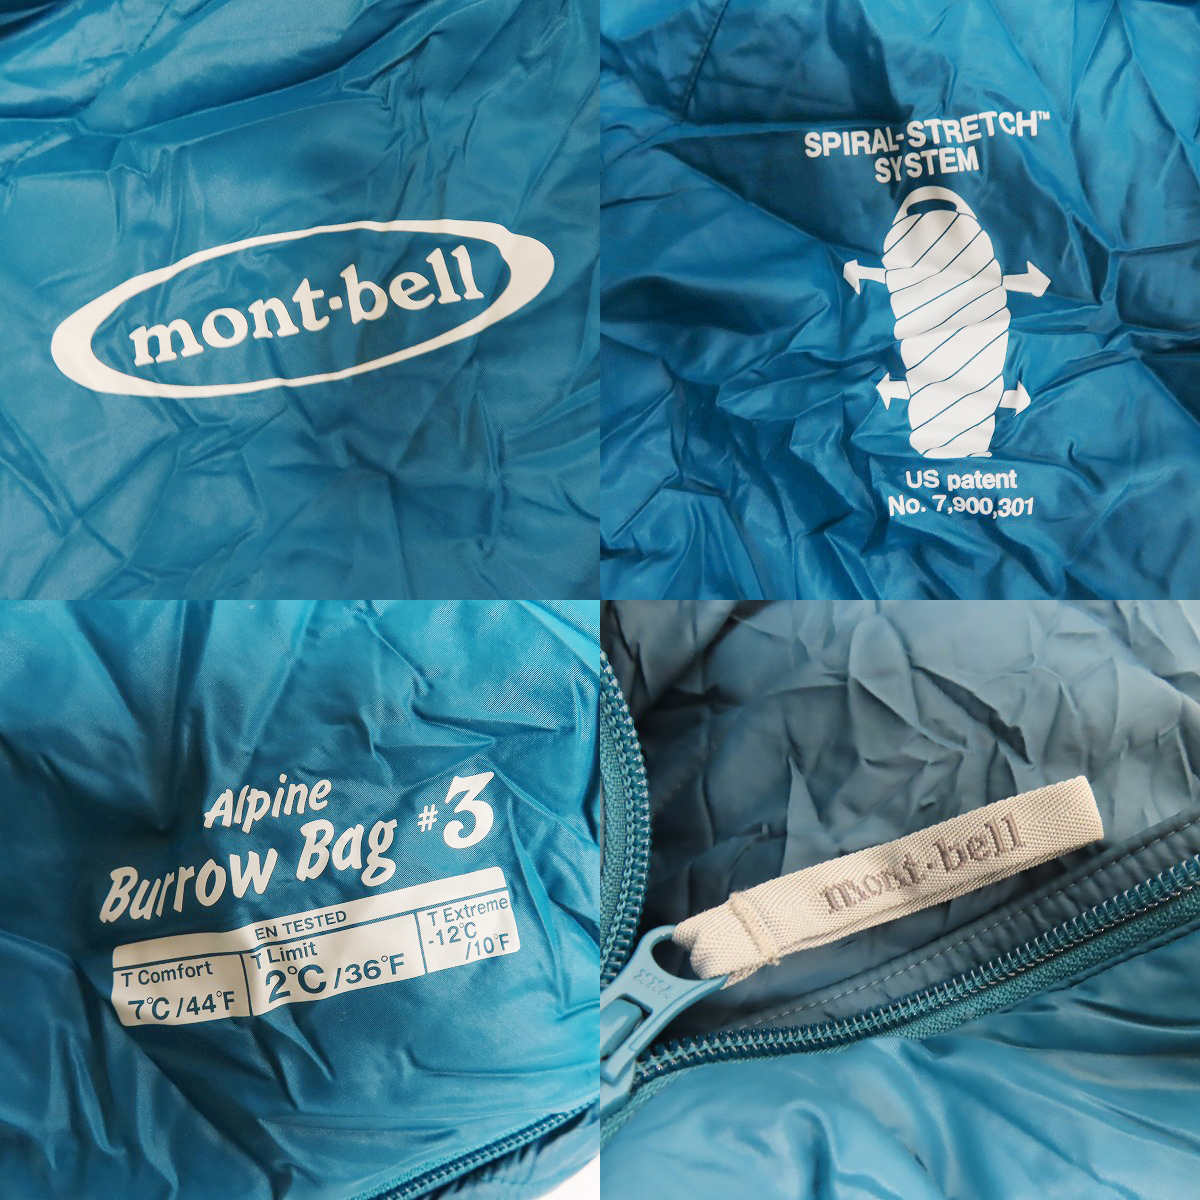 mont-bell
SPIRAL-STRETCH™
SYSTEM
US patent
No. 7,900,301
Alpine
Burrow Bag #3
EN TESTED
T Comfort
7°C/44°F
T Limit
2°C/36°F
T Extreme
-12°C
/10°F
mont-bell
YKK